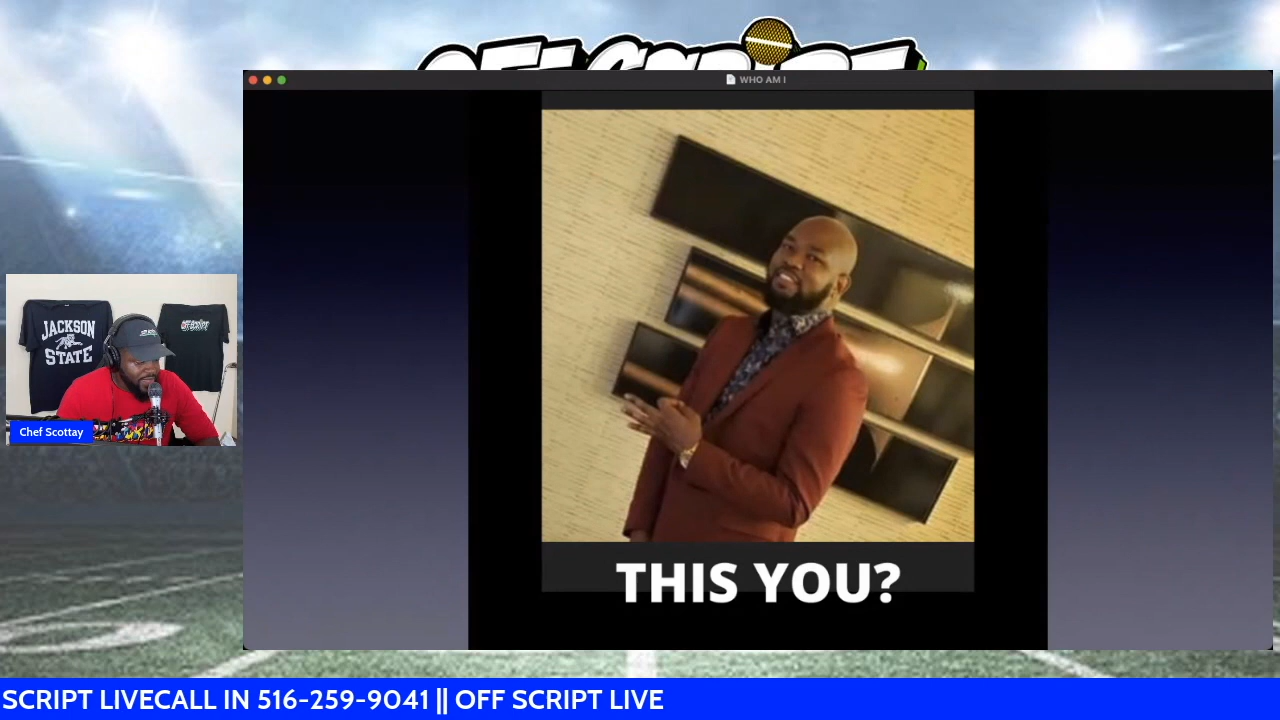 WHO AM I
JACKSON
STATE
Chef Scottay
THIS YOU?
SCRIPT LIVECALL IN 516-259-9041 || OFF SCRIPT LIVE